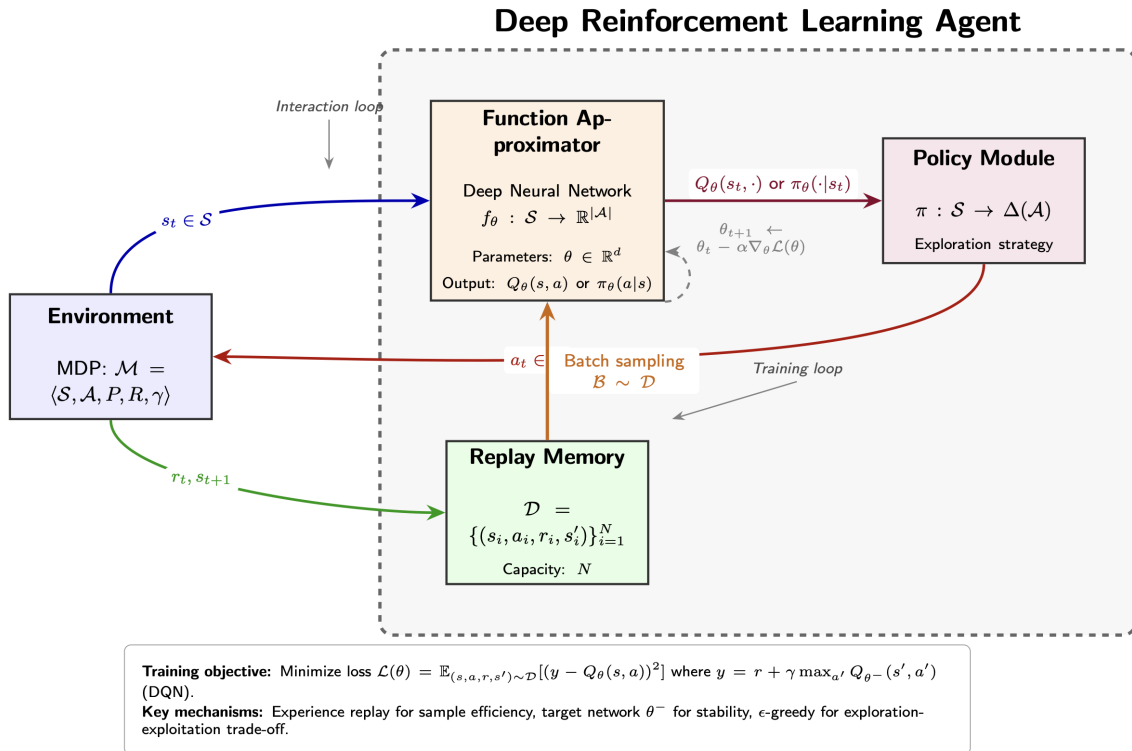 Deep Reinforcement Learning Agent
Interaction loop
Function Ap-
proximator
Deep Neural Network
f_θ : 𝒮 → ℝ^{|𝒜|}
Parameters: θ ∈ ℝ^d
Output: Q_θ(s, a) or π_θ(a|s)
Q_θ(s_t, ·) or π_θ(·|s_t)
Policy Module
π : 𝒮 → Δ(𝒜)
Exploration strategy
s_t ∈ 𝒮
θ_{t+1} ←
θ_t − α∇_θℒ(θ)
Environment
MDP: ℳ =
⟨𝒮, 𝒜, P, R, γ⟩
a_t ∈
Batch sampling
ℬ ∼ 𝒟
Training loop
r_t, s_{t+1}
Replay Memory
𝒟 =
{(s_i, a_i, r_i, s′_i)}_{i=1}^N
Capacity: N
Training objective: Minimize loss ℒ(θ) = 𝔼_{(s,a,r,s′)∼𝒟}[(y − Q_θ(s, a))²] where y = r + γ max_{a′} Q_{θ⁻}(s′, a′)
(DQN).
Key mechanisms: Experience replay for sample efficiency, target network θ⁻ for stability, ϵ-greedy for exploration-
exploitation trade-off.